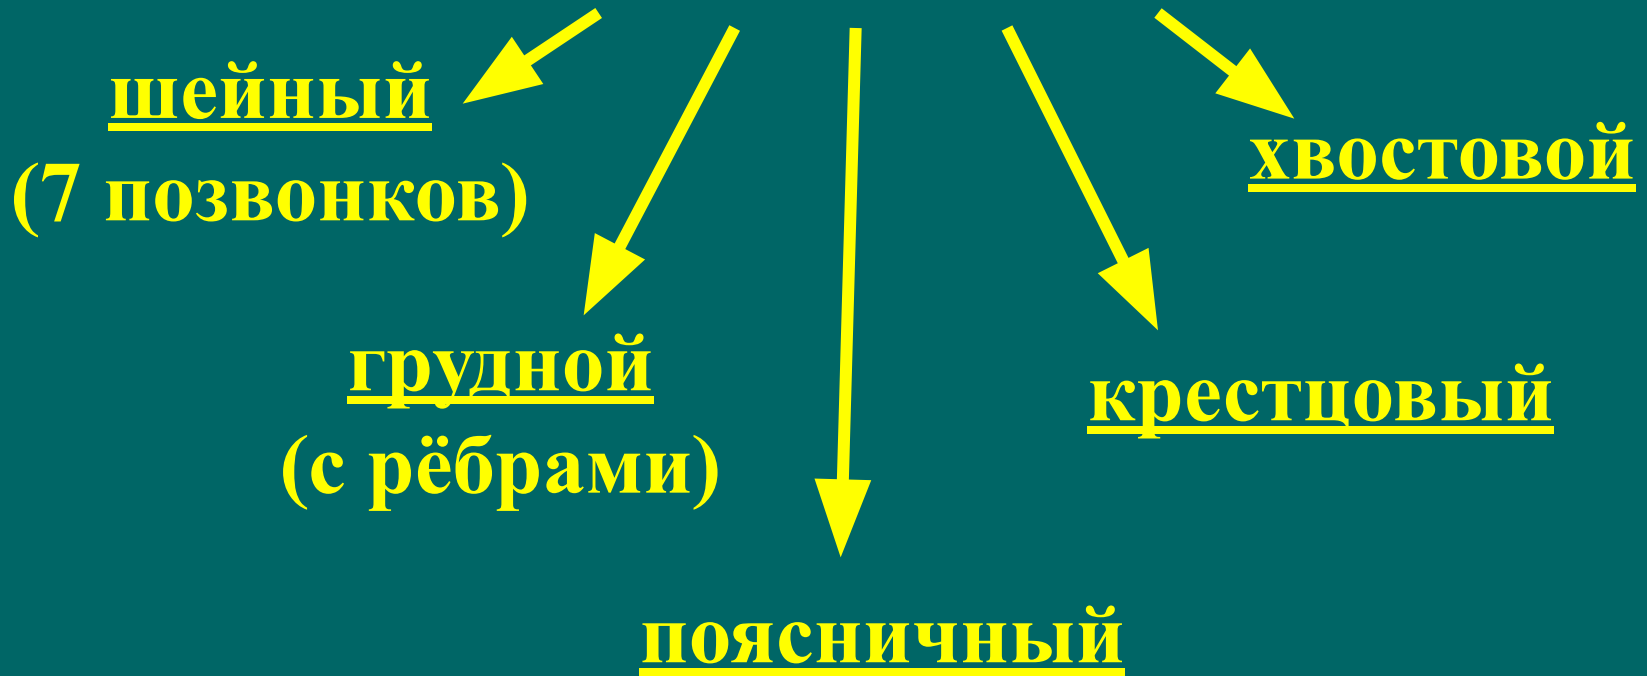 шейный
(7 позвонков)
грудной
(с рёбрами)
поясничный
крестцовый
хвостовой